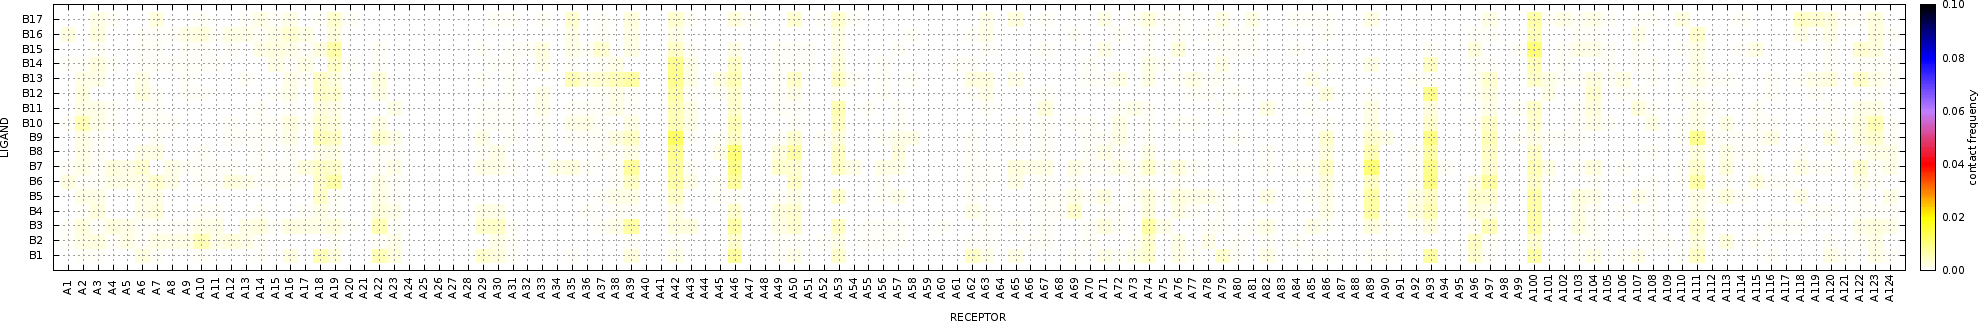 B17
B16
B15
B14
B13
B12
B11
B10
B9
B8
B7
B6
B5
B4
B3
B2
B1
LIGAND
A1 A2 A3 A4 A5 A6 A7 A8 A9 A10 A11 A12 A13 A14 A15 A16 A17 A18 A19 A20 A21 A22 A23 A24 A25 A26 A27 A28 A29 A30 A31 A32 A33 A34 A35 A36 A37 A38 A39 A40 A41 A42 A43 A44 A45 A46 A47 A48 A49 A50 A51 A52 A53 A54 A55 A56 A57 A58 A59 A60 A61 A62 A63 A64 A65 A66 A67 A68 A69 A70 A71 A72 A73 A74 A75 A76 A77 A78 A79 A80 A81 A82 A83 A84 A85 A86 A87 A88 A89 A90 A91 A92 A93 A94 A95 A96 A97 A98 A99 A100 A101 A102 A103 A104 A105 A106 A107 A108 A109 A110 A111 A112 A113 A114 A115 A116 A117 A118 A119 A120 A121 A122 A123 A124
RECEPTOR
0.10
0.08
0.06
0.04
0.02
0.00
contact frequency